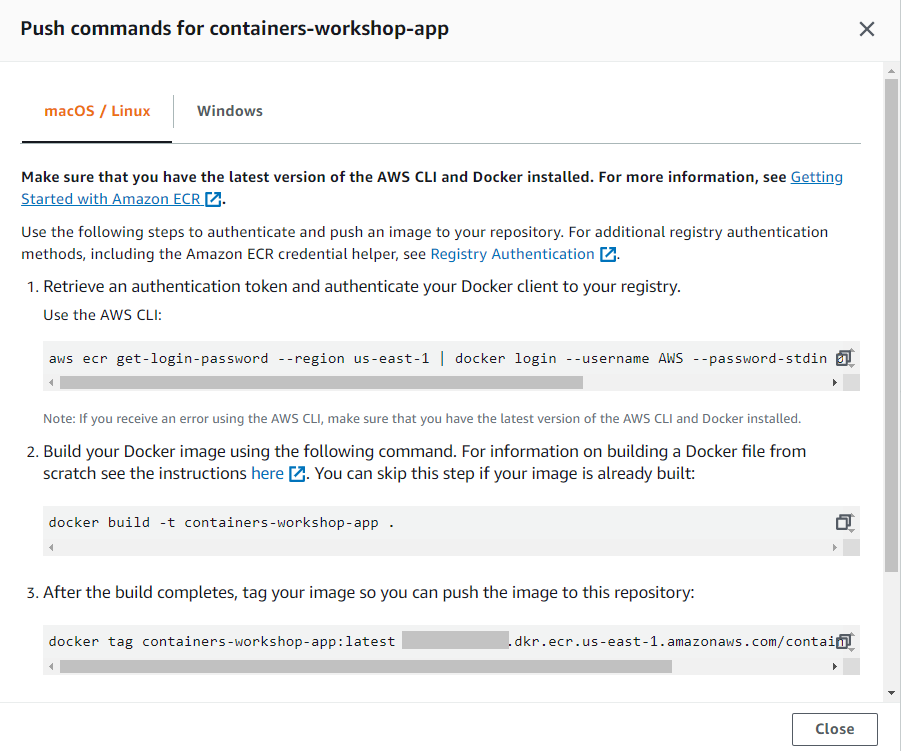 Push commands for containers-workshop-app
macOS / Linux
Windows
Make sure that you have the latest version of the AWS CLI and Docker installed. For more information, see Getting
Started with Amazon ECR.
Use the following steps to authenticate and push an image to your repository. For additional registry authentication
methods, including the Amazon ECR credential helper, see Registry Authentication.
1. Retrieve an authentication token and authenticate your Docker client to your registry.
Use the AWS CLI:
aws ecr get-login-password --region us-east-1 | docker login --username AWS --password-stdin
Note: If you receive an error using the AWS CLI, make sure that you have the latest version of the AWS CLI and Docker installed.
2. Build your Docker image using the following command. For information on building a Docker file from
scratch see the instructions here. You can skip this step if your image is already built:
docker build -t containers-workshop-app .
3. After the build completes, tag your image so you can push the image to this repository:
docker tag containers-workshop-app:latest .dkr.ecr.us-east-1.amazonaws.com/contain
Close